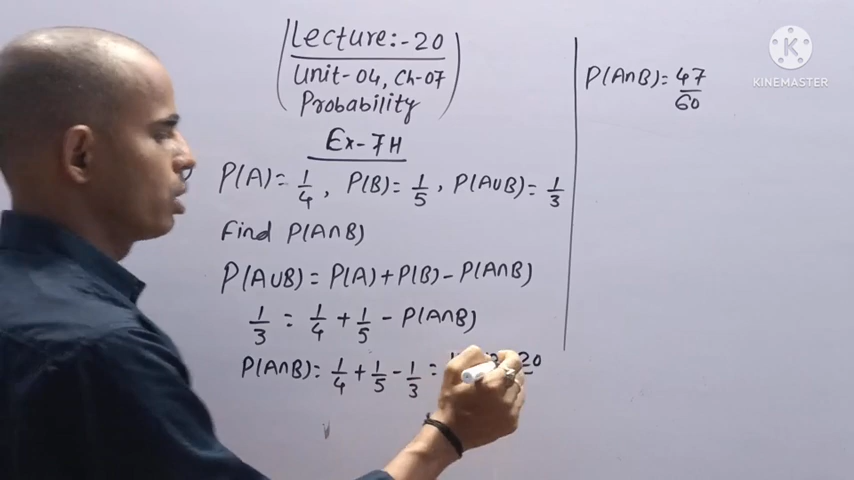 Lecture:-20
Unit-04, Ch-07
Probability
Ex-7H
P(A)= 1/4, P(B)= 1/5, P(A∪B)= 1/3
Find P(A∩B)
P(A∪B) = P(A)+P(B)-P(A∩B)
1/3 = 1/4 + 1/5 - P(A∩B)
P(A∩B)= 1/4 + 1/5 - 1/3 = 20
P(A∩B)= 47/60
KINEMASTER